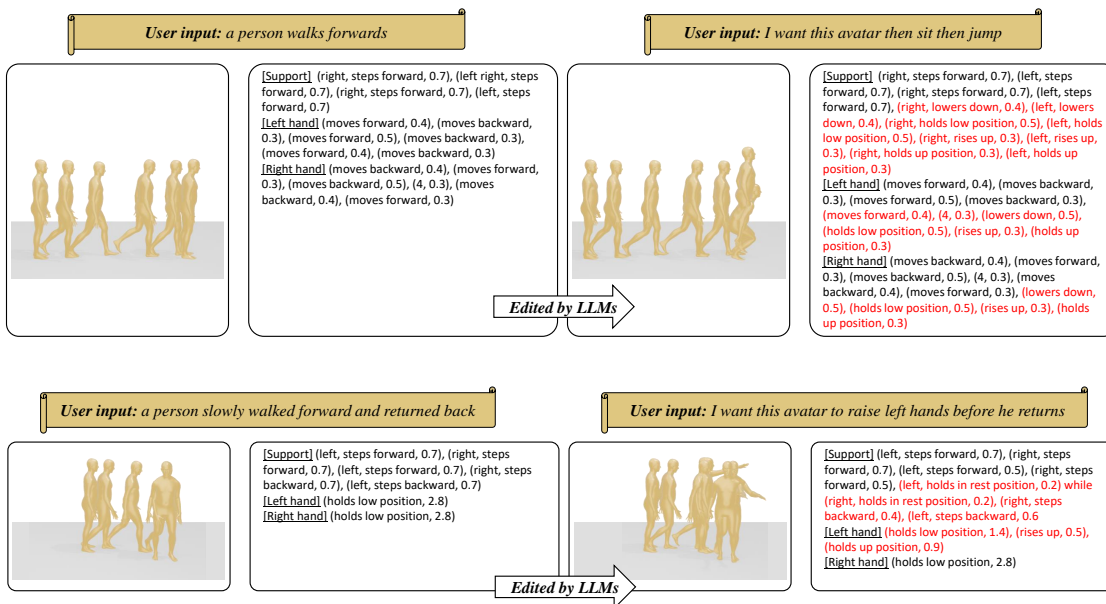 User input: a person walks forwards
User input: I want this avatar then sit then jump
[Support] (right, steps forward, 0.7), (left right, steps
forward, 0.7), (right, steps forward, 0.7), (left, steps
forward, 0.7)
[Left hand] (moves forward, 0.4), (moves backward,
0.3), (moves forward, 0.5), (moves backward, 0.3),
(moves forward, 0.4), (moves backward, 0.3)
[Right hand] (moves backward, 0.4), (moves forward,
0.3), (moves backward, 0.5), (4, 0.3), (moves
backward, 0.4), (moves forward, 0.3)
Edited by LLMs
[Support] (right, steps forward, 0.7), (left, steps
forward, 0.7), (right, steps forward, 0.7), (left, steps
forward, 0.7), (right, lowers down, 0.4), (left, lowers
down, 0.4), (right, holds low position, 0.5), (left, holds
low position, 0.5), (right, rises up, 0.3), (left, rises up,
0.3), (right, holds up position, 0.3), (left, holds up
position, 0.3)
[Left hand] (moves forward, 0.4), (moves backward,
0.3), (moves forward, 0.5), (moves backward, 0.3),
(moves forward, 0.4), (4, 0.3), (lowers down, 0.5),
(holds low position, 0.5), (rises up, 0.3), (holds up
position, 0.3)
[Right hand] (moves backward, 0.4), (moves forward,
0.3), (moves backward, 0.5), (4, 0.3), (moves
backward, 0.4), (moves forward, 0.3), (lowers down,
0.5), (holds low position, 0.5), (rises up, 0.3), (holds
up position, 0.3)
User input: a person slowly walked forward and returned back
User input: I want this avatar to raise left hands before he returns
[Support] (left, steps forward, 0.7), (right, steps
forward, 0.7), (left, steps forward, 0.7), (right, steps
backward, 0.7), (left, steps backward, 0.7)
[Left hand] (holds low position, 2.8)
[Right hand] (holds low position, 2.8)
Edited by LLMs
[Support] (left, steps forward, 0.7), (right, steps
forward, 0.7), (left, steps forward, 0.5), (right, steps
forward, 0.5), (left, holds in rest position, 0.2) while
(right, holds in rest position, 0.2), (right, steps
backward, 0.4), (left, steps backward, 0.6
[Left hand] (holds low position, 1.4), (rises up, 0.5),
(holds up position, 0.9)
[Right hand] (holds low position, 2.8)